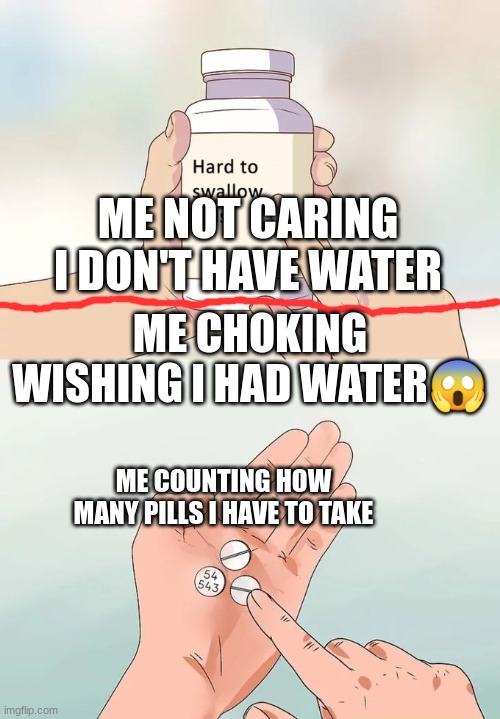 Hard to
swallow
ME NOT CARING
I DON'T HAVE WATER
ME CHOKING
WISHING I HAD WATER😱
ME COUNTING HOW
MANY PILLS I HAVE TO TAKE
54
543
imgflip.com